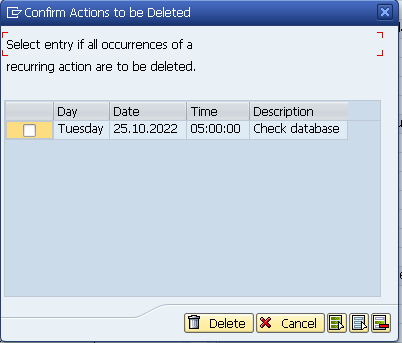 Confirm Actions to be Deleted
Select entry if all occurrences of a
recurring action are to be deleted.
Day Date Time Description
Tuesday 25.10.2022 05:00:00 Check database
Delete Cancel